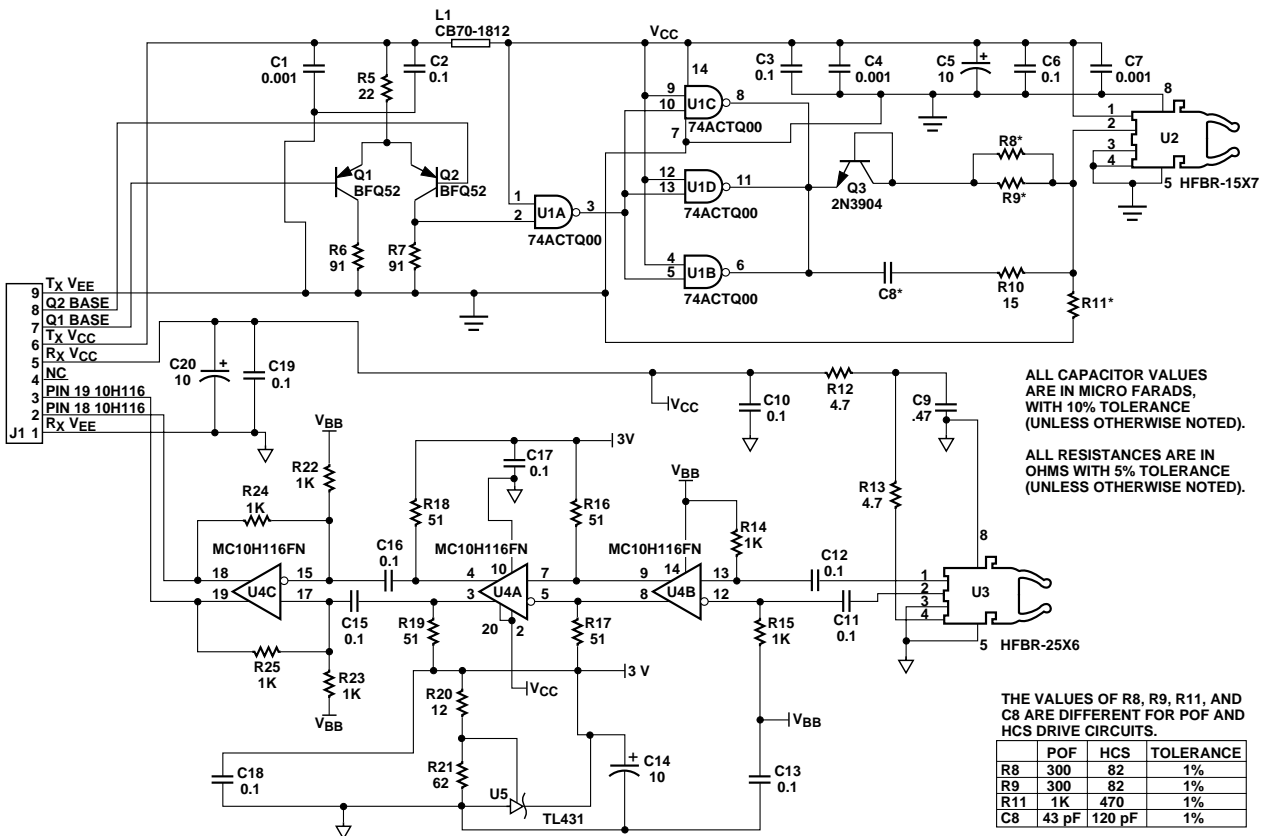 L1
CB70-1812
VCC
C1
0.001
C2
0.1
R5
22
C3
0.1
C4
0.001
C5
10
+
C6
0.1
C7
0.001
14
9
10
U1C
8
7
74ACTQ00
8
1
2
3
4
5
U2
HFBR-15X7
Q1
BFQ52
Q2
BFQ52
1
2
U1A
3
74ACTQ00
12
13
U1D
11
74ACTQ00
Q3
2N3904
R8*
R9*
R6
91
R7
91
4
5
U1B
6
74ACTQ00
C8*
R10
15
R11*
TX VEE
9
Q2 BASE
8
Q1 BASE
7
TX VCC
6
RX VCC
5
NC
4
PIN 19 10H116
3
PIN 18 10H116
2
RX VEE
J1 1
C20
10
+
C19
0.1
VCC
C10
0.1
R12
4.7
C9
.47
ALL CAPACITOR VALUES
ARE IN MICRO FARADS,
WITH 10% TOLERANCE
(UNLESS OTHERWISE NOTED).
ALL RESISTANCES ARE IN
OHMS WITH 5% TOLERANCE
(UNLESS OTHERWISE NOTED).
VBB
R22
1K
R24
1K
C17
0.1
3V
R18
51
R16
51
VBB
R14
1K
R13
4.7
MC10H116FN
C16
0.1
MC10H116FN
MC10H116FN
C12
0.1
18
19
U4C
15
17
4
3
10
U4A
7
5
20
2
9
8
14
U4B
13
12
8
1
2
3
4
5
U3
HFBR-25X6
C15
0.1
R19
51
R17
51
R15
1K
C11
0.1
R25
1K
R23
1K
VBB
VCC
3 V
R20
12
VBB
R21
62
U5
TL431
+
C14
10
C13
0.1
C18
0.1
THE VALUES OF R8, R9, R11, AND
C8 ARE DIFFERENT FOR POF AND
HCS DRIVE CIRCUITS.
POF HCS TOLERANCE
R8 300 82 1%
R9 300 82 1%
R11 1K 470 1%
C8 43 pF 120 pF 1%